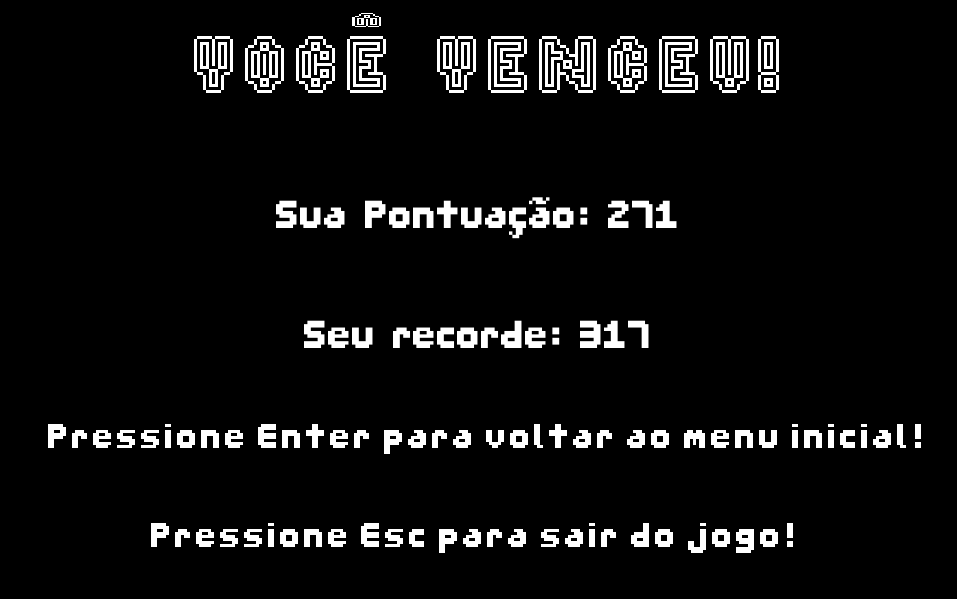 VOCÊ VENCEU!
Sua Pontuação: 271
Seu recorde: 317
Pressione Enter para voltar ao menu inicial!
Pressione Esc para sair do jogo!